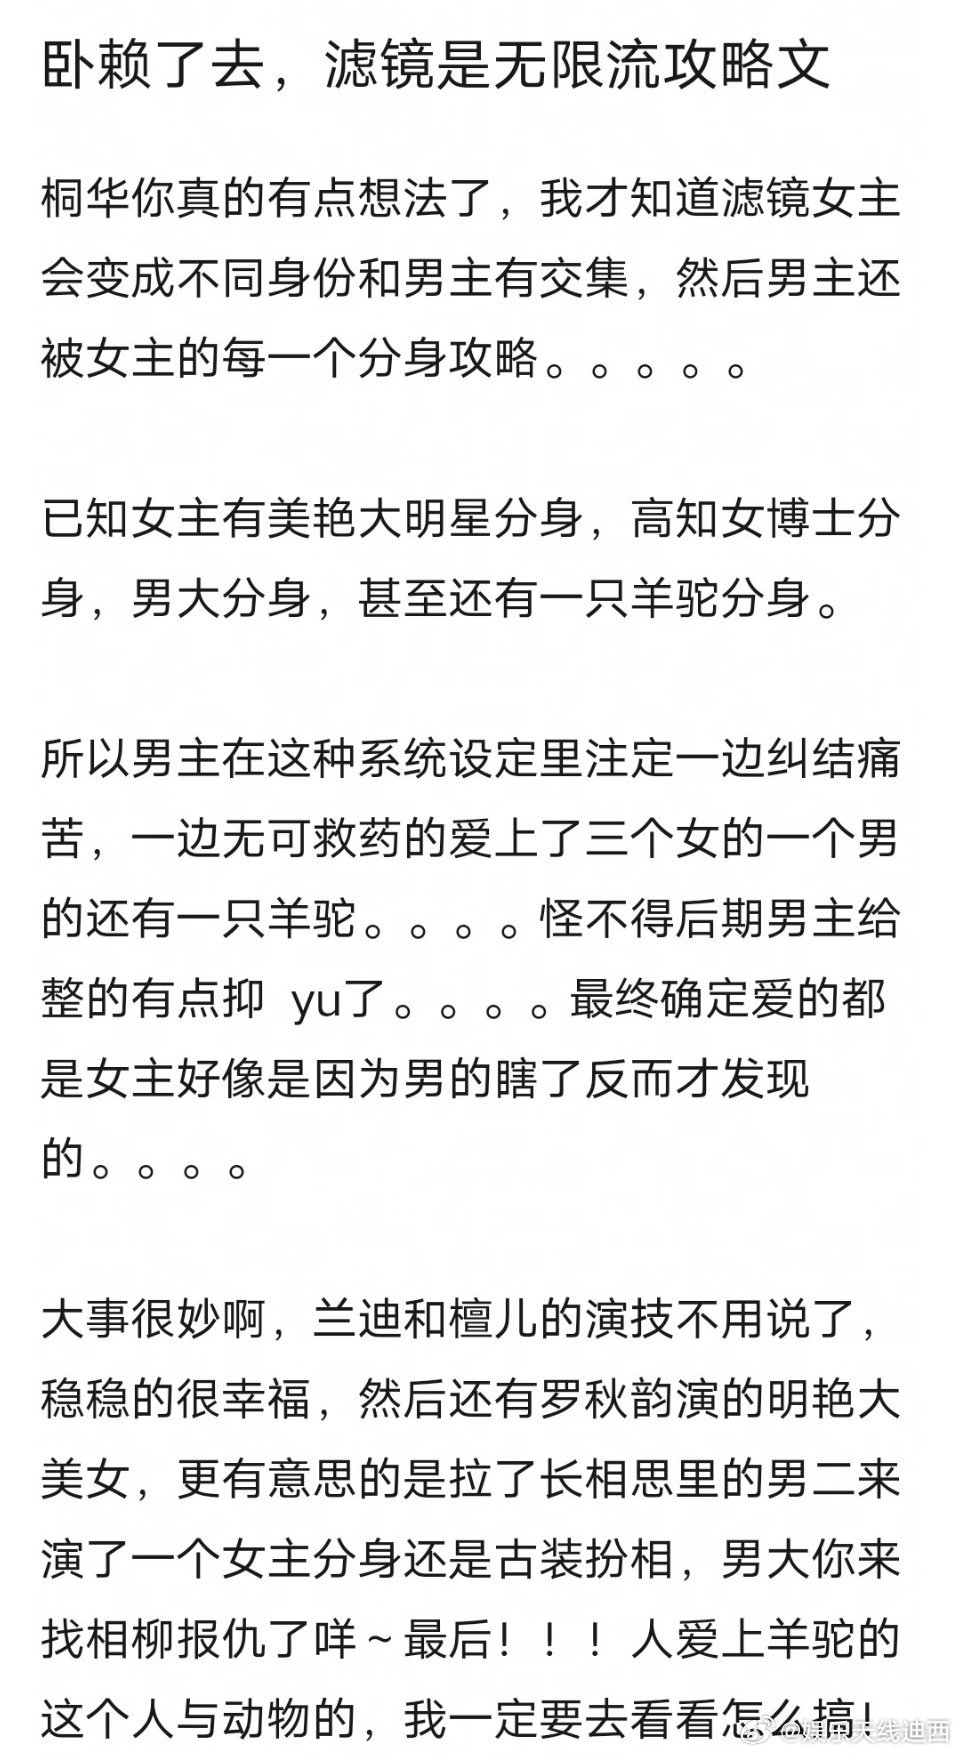 卧赖了去，滤镜是无限流攻略文
桐华你真的有点想法了，我才知道滤镜女主
会变成不同身份和男主有交集，然后男主还
被女主的每一个分身攻略。。。。。
已知女主有美艳大明星分身，高知女博士分
身，男大分身，甚至还有一只羊驼分身。
所以男主在这种系统设定里注定一边纠结痛
苦，一边无可救药的爱上了三个女的一个男
的还有一只羊驼。。。。怪不得后期男主给
整的有点抑 yu了。。。。最终确定爱的都
是女主好像是因为男的瞎了反而才发现
的。。。。
大事很妙啊，兰迪和檀儿的演技不用说了，
稳稳的很幸福，然后还有罗秋韵演的明艳大
美女，更有意思的是拉了长相思里的男二来
演了一个女主分身还是古装扮相，男大你来
找相柳报仇了咩～最后！！！人爱上羊驼的
这个人与动物的，我一定要去看看怎么搞！
@娱乐天线迪西